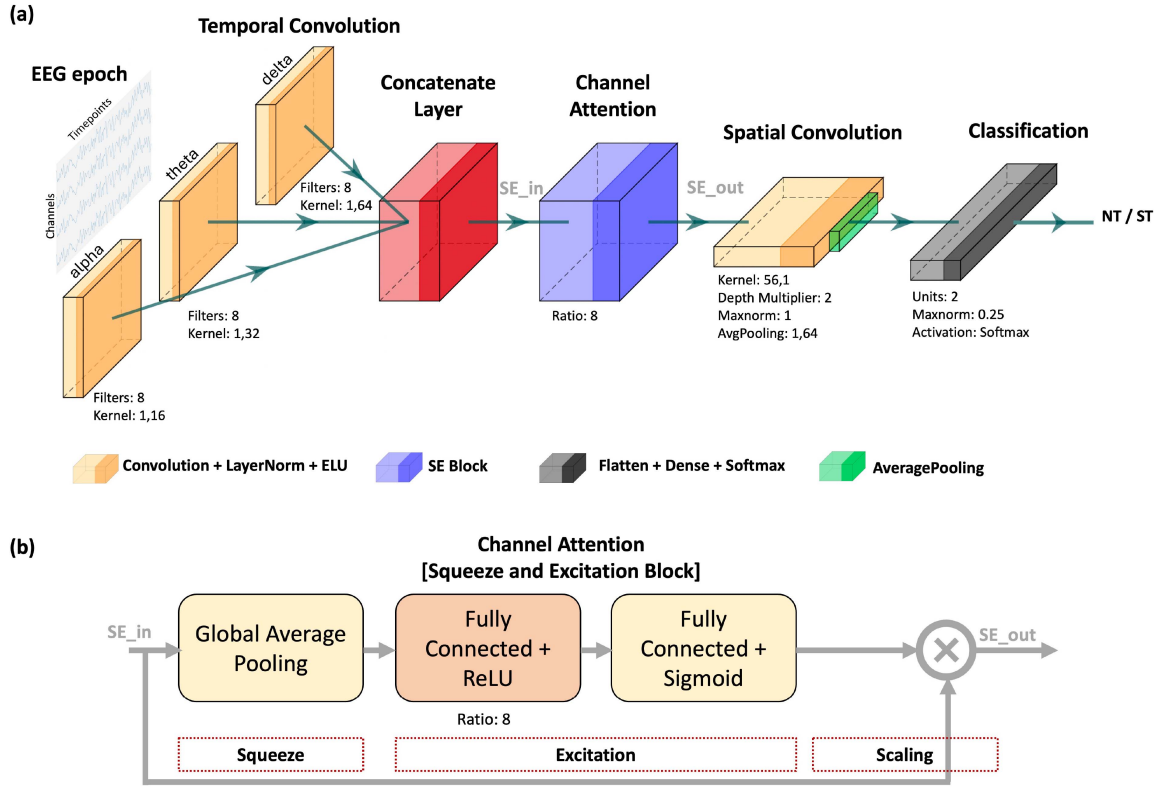 (a)
Temporal Convolution
EEG epoch
Timepoints
Channels
delta
Filters: 8
Kernel: 1,64
theta
Filters: 8
Kernel: 1,32
alpha
Filters: 8
Kernel: 1,16
Concatenate
Layer
SE_in
Channel
Attention
Ratio: 8
SE_out
Spatial Convolution
Kernel: 56,1
Depth Multiplier: 2
Maxnorm: 1
AvgPooling: 1,64
Classification
Units: 2
Maxnorm: 0.25
Activation: Softmax
NT / ST
Convolution + LayerNorm + ELU
SE Block
Flatten + Dense + Softmax
AveragePooling
(b)
Channel Attention
[Squeeze and Excitation Block]
SE_in
Global Average
Pooling
Fully
Connected +
ReLU
Ratio: 8
Fully
Connected +
Sigmoid
SE_out
Squeeze
Excitation
Scaling